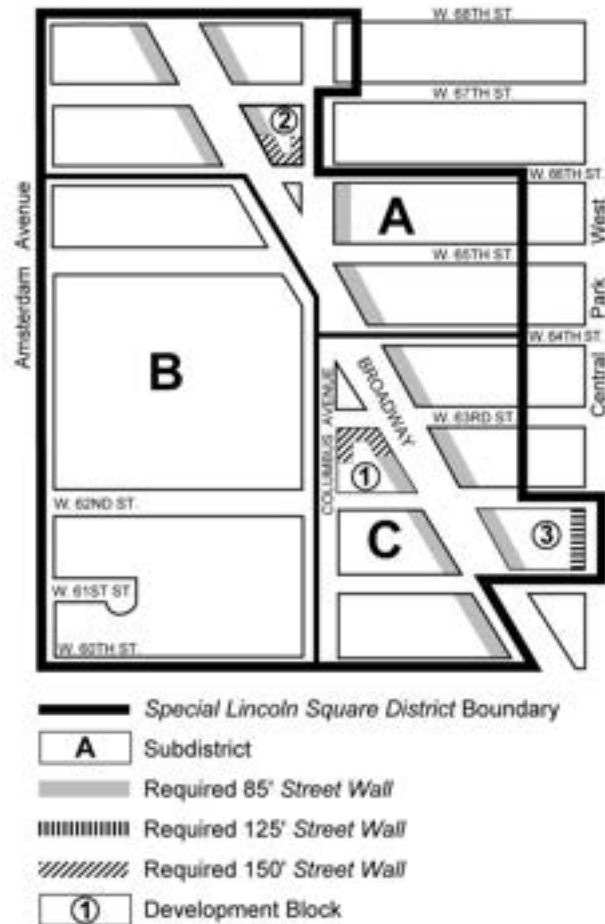 W. 68TH ST.
W. 67TH ST.
②
W. 66TH ST.
A
Amsterdam Avenue
W. 65TH ST.
Central Park West
W. 64TH ST.
B
COLUMBUS AVENUE
BROADWAY
W. 63RD ST.
①
W. 62ND ST.
C
③
W. 61ST ST
W. 60TH ST.
Special Lincoln Square District Boundary
A Subdistrict
Required 85' Street Wall
Required 125' Street Wall
Required 150' Street Wall
① Development Block